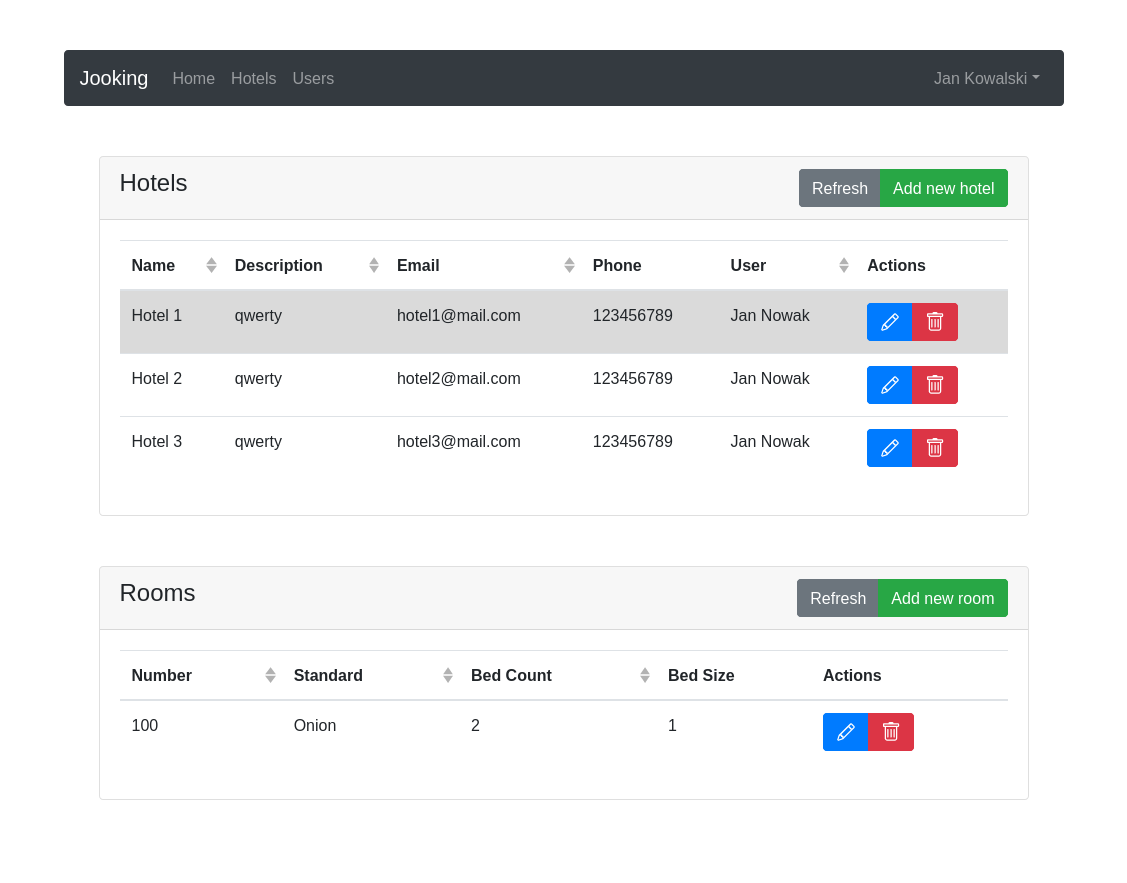 Jooking Home Hotels Users Jan Kowalski
Hotels Refresh Add new hotel
Name Description Email Phone User Actions
Hotel 1 qwerty hotel1@mail.com 123456789 Jan Nowak
Hotel 2 qwerty hotel2@mail.com 123456789 Jan Nowak
Hotel 3 qwerty hotel3@mail.com 123456789 Jan Nowak
Rooms Refresh Add new room
Number Standard Bed Count Bed Size Actions
100 Onion 2 1